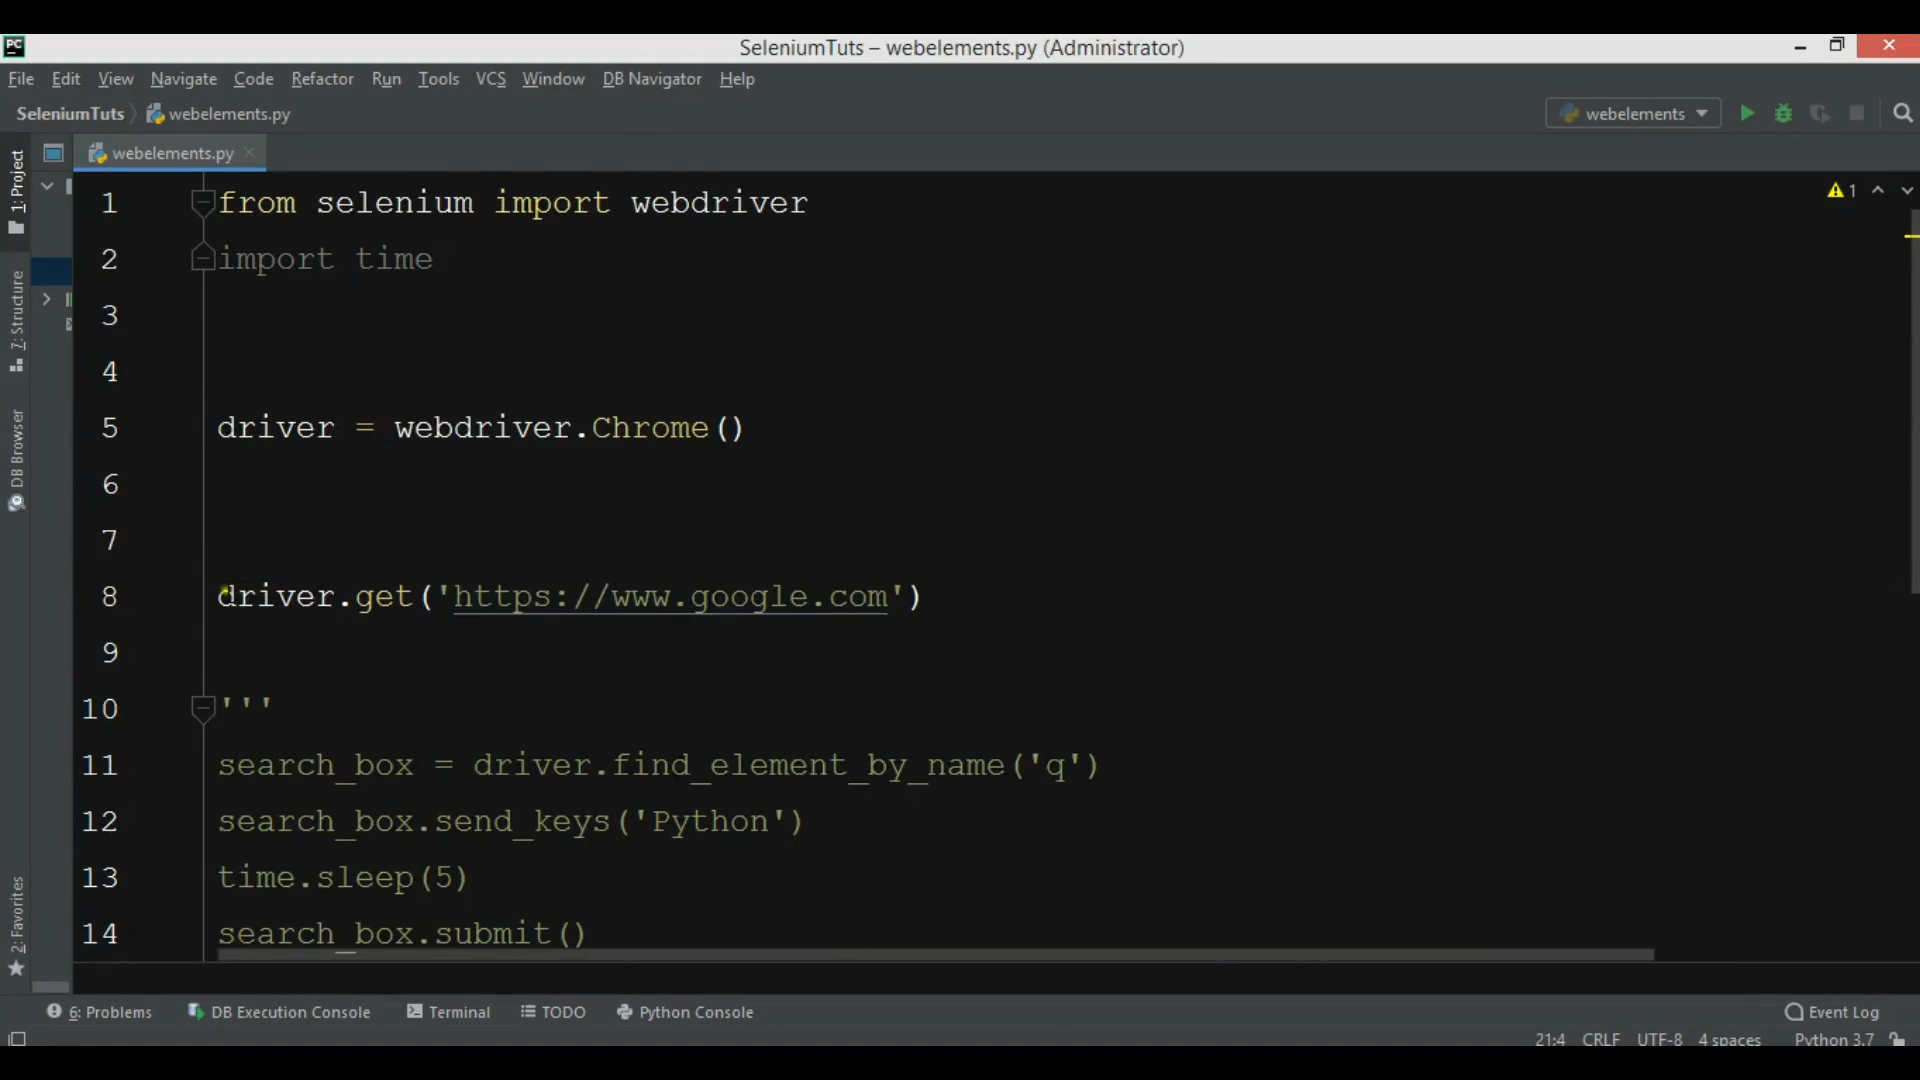 PC
SeleniumTuts – webelements.py (Administrator)
File Edit View Navigate Code Refactor Run Tools VCS Window DB Navigator Help
SeleniumTuts webelements.py
webelements
webelements.py
1: Project
7: Structure
DB Browser
2: Favorites
1
1 from selenium import webdriver
2 import time
3
4
5 driver = webdriver.Chrome()
6
7
8 driver.get('https://www.google.com')
9
10 '''
11 search_box = driver.find_element_by_name('q')
12 search_box.send_keys('Python')
13 time.sleep(5)
14 search_box.submit()
6: Problems DB Execution Console Terminal TODO Python Console Event Log
21:4 CRLF UTF-8 4 spaces Python 3.7